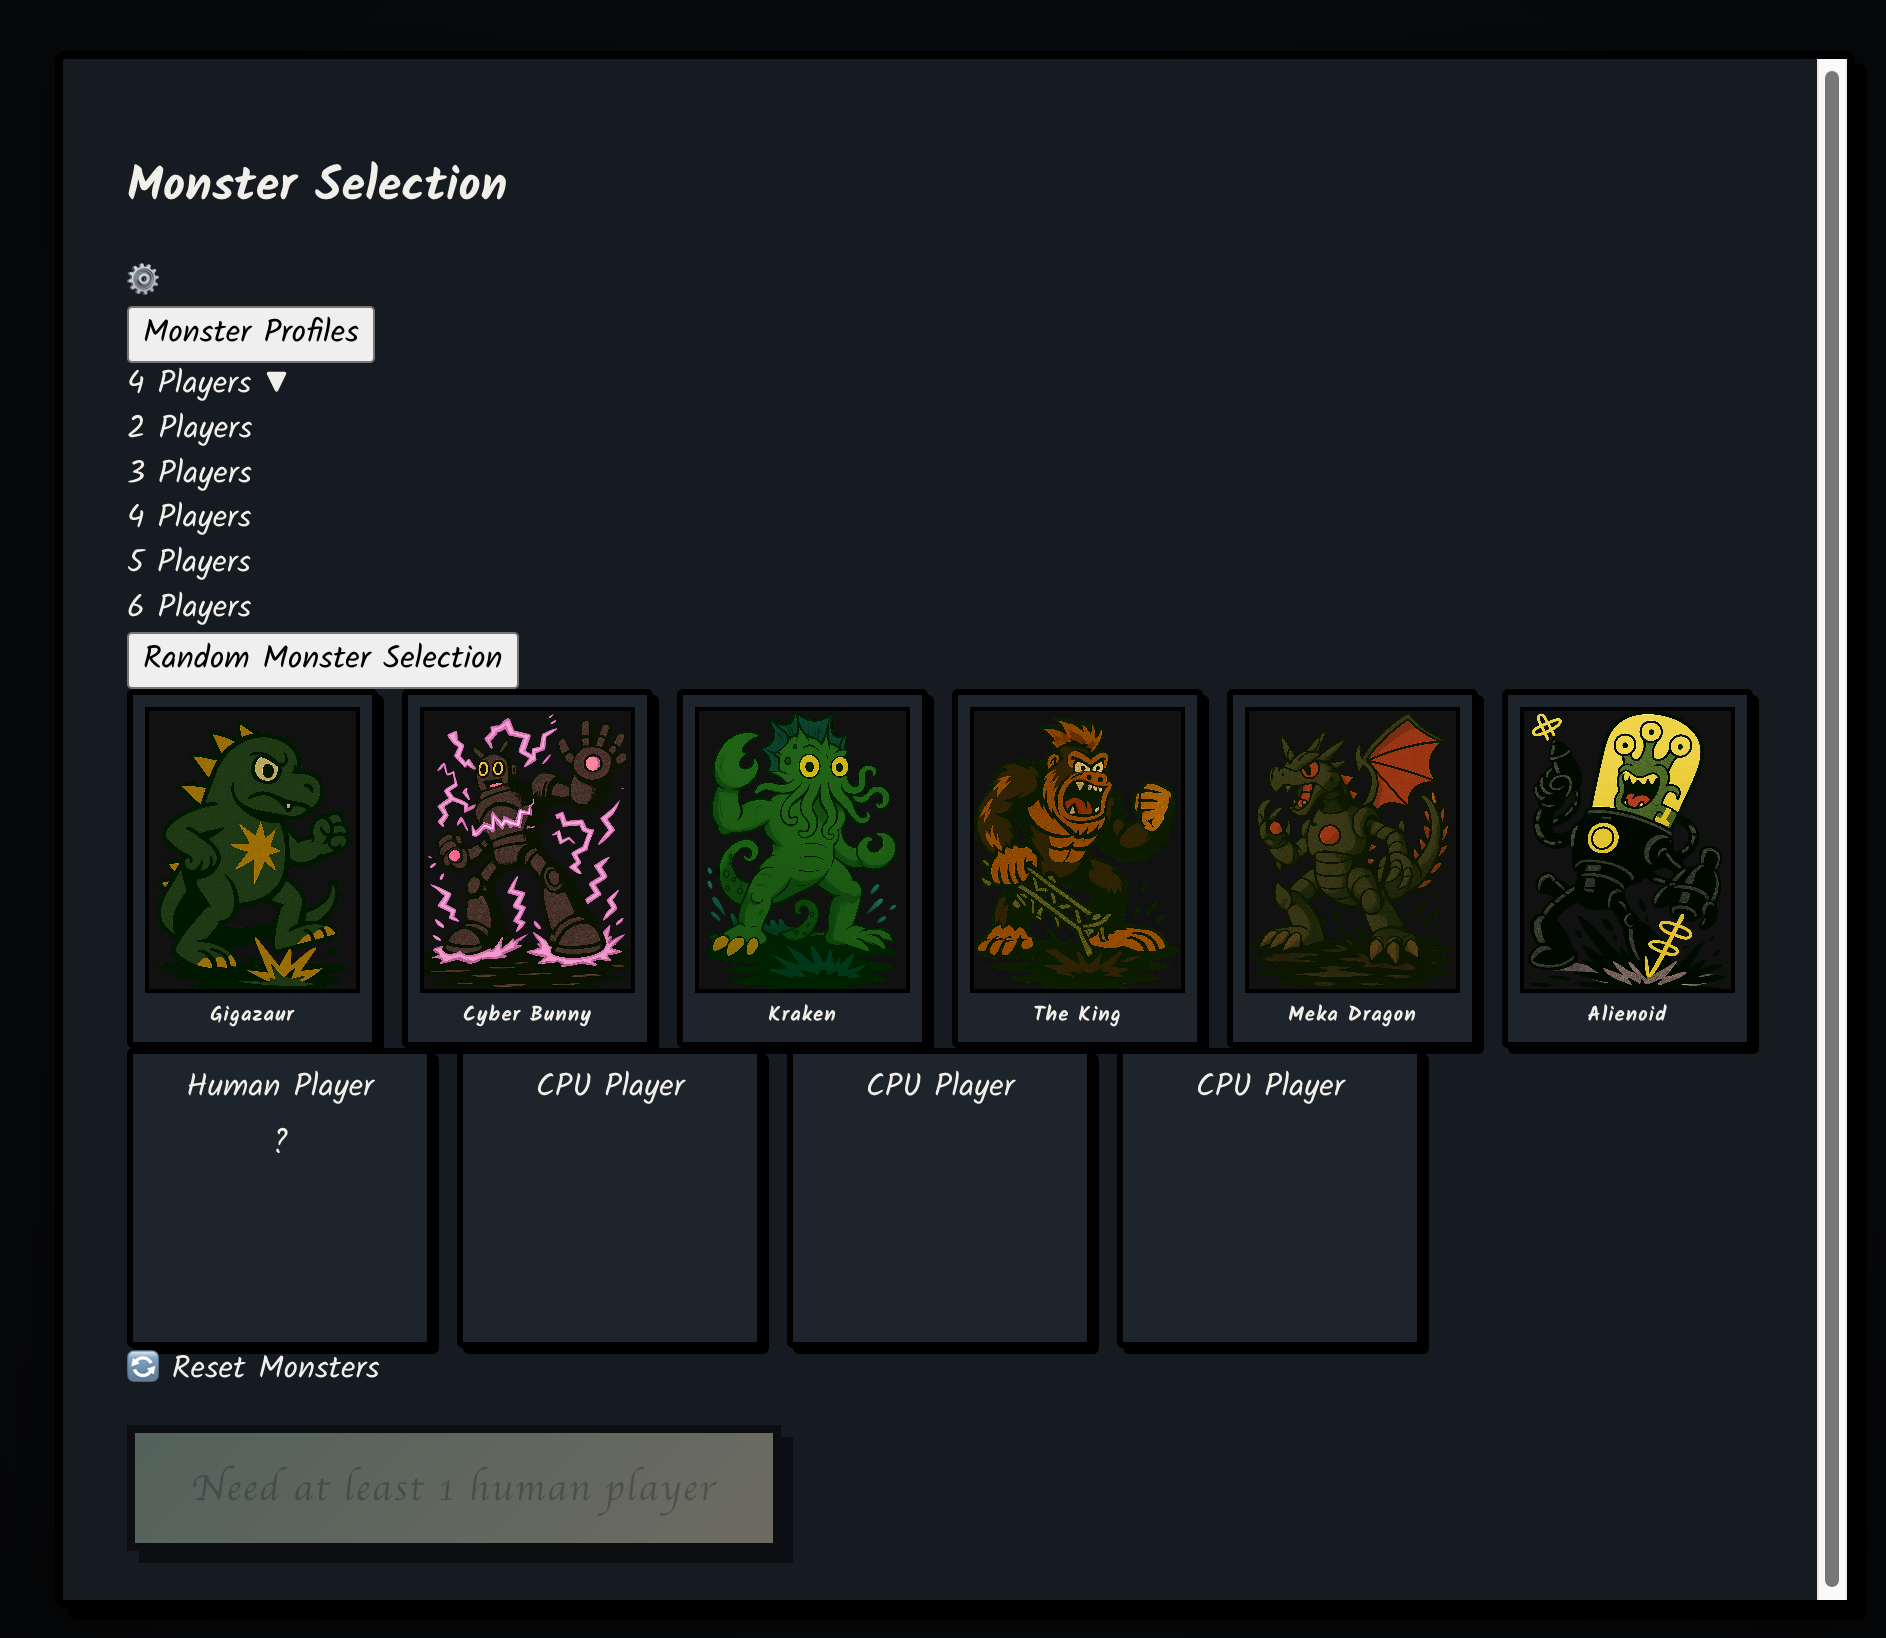 Monster Selection
Monster Profiles
4 Players ▼
2 Players
3 Players
4 Players
5 Players
6 Players
Random Monster Selection
Gigazaur
Cyber Bunny
Kraken
The King
Meka Dragon
Alienoid
Human Player
?
CPU Player
CPU Player
CPU Player
Reset Monsters
Need at least 1 human player